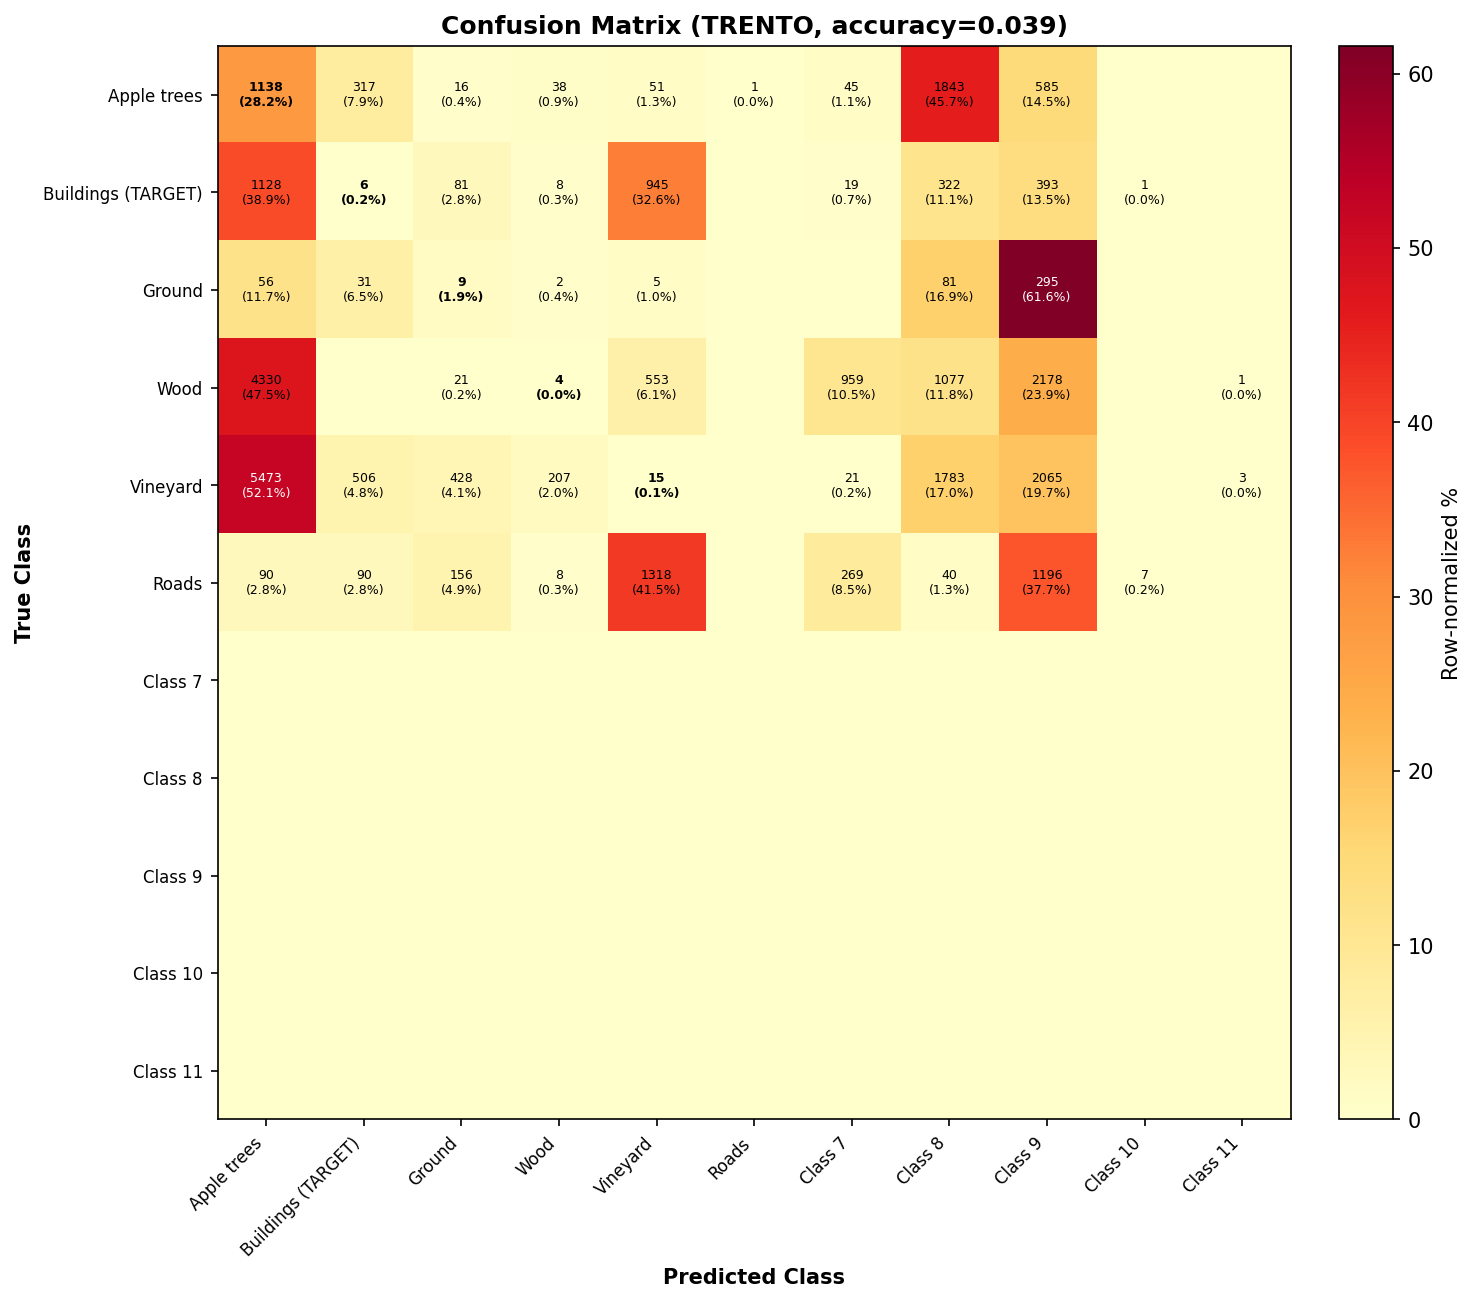 Confusion Matrix (TRENTO, accuracy=0.039)
True Class
Apple trees
1138 317 16 38 51 1 45 1843 585
(28.2%) (7.9%) (0.4%) (0.9%) (1.3%) (0.0%) (1.1%) (45.7%) (14.5%)
Buildings (TARGET)
1128 6 81 8 945 19 322 393 1
(38.9%) (0.2%) (2.8%) (0.3%) (32.6%) (0.7%) (11.1%) (13.5%) (0.0%)
Ground
56 31 9 2 5 81 295
(11.7%) (6.5%) (1.9%) (0.4%) (1.0%) (16.9%) (61.6%)
Wood
4330 21 4 553 959 1077 2178 1
(47.5%) (0.2%) (0.0%) (6.1%) (10.5%) (11.8%) (23.9%) (0.0%)
Vineyard
5473 506 428 207 15 21 1783 2065 3
(52.1%) (4.8%) (4.1%) (2.0%) (0.1%) (0.2%) (17.0%) (19.7%) (0.0%)
Roads
90 90 156 8 1318 269 40 1196 7
(2.8%) (2.8%) (4.9%) (0.3%) (41.5%) (8.5%) (1.3%) (37.7%) (0.2%)
Class 7
Class 8
Class 9
Class 10
Class 11
Apple trees
Buildings (TARGET)
Ground
Wood
Vineyard
Roads
Class 7
Class 8
Class 9
Class 10
Class 11
Predicted Class
60
50
40
30
20
10
0
Row-normalized %